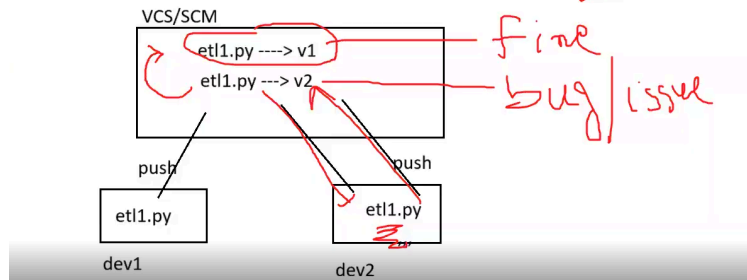 VCS/SCM
etl1.py ----> v1
fine
etl1.py ---> v2
bug/issue
push
push
etl1.py
etl1.py
dev1
dev2